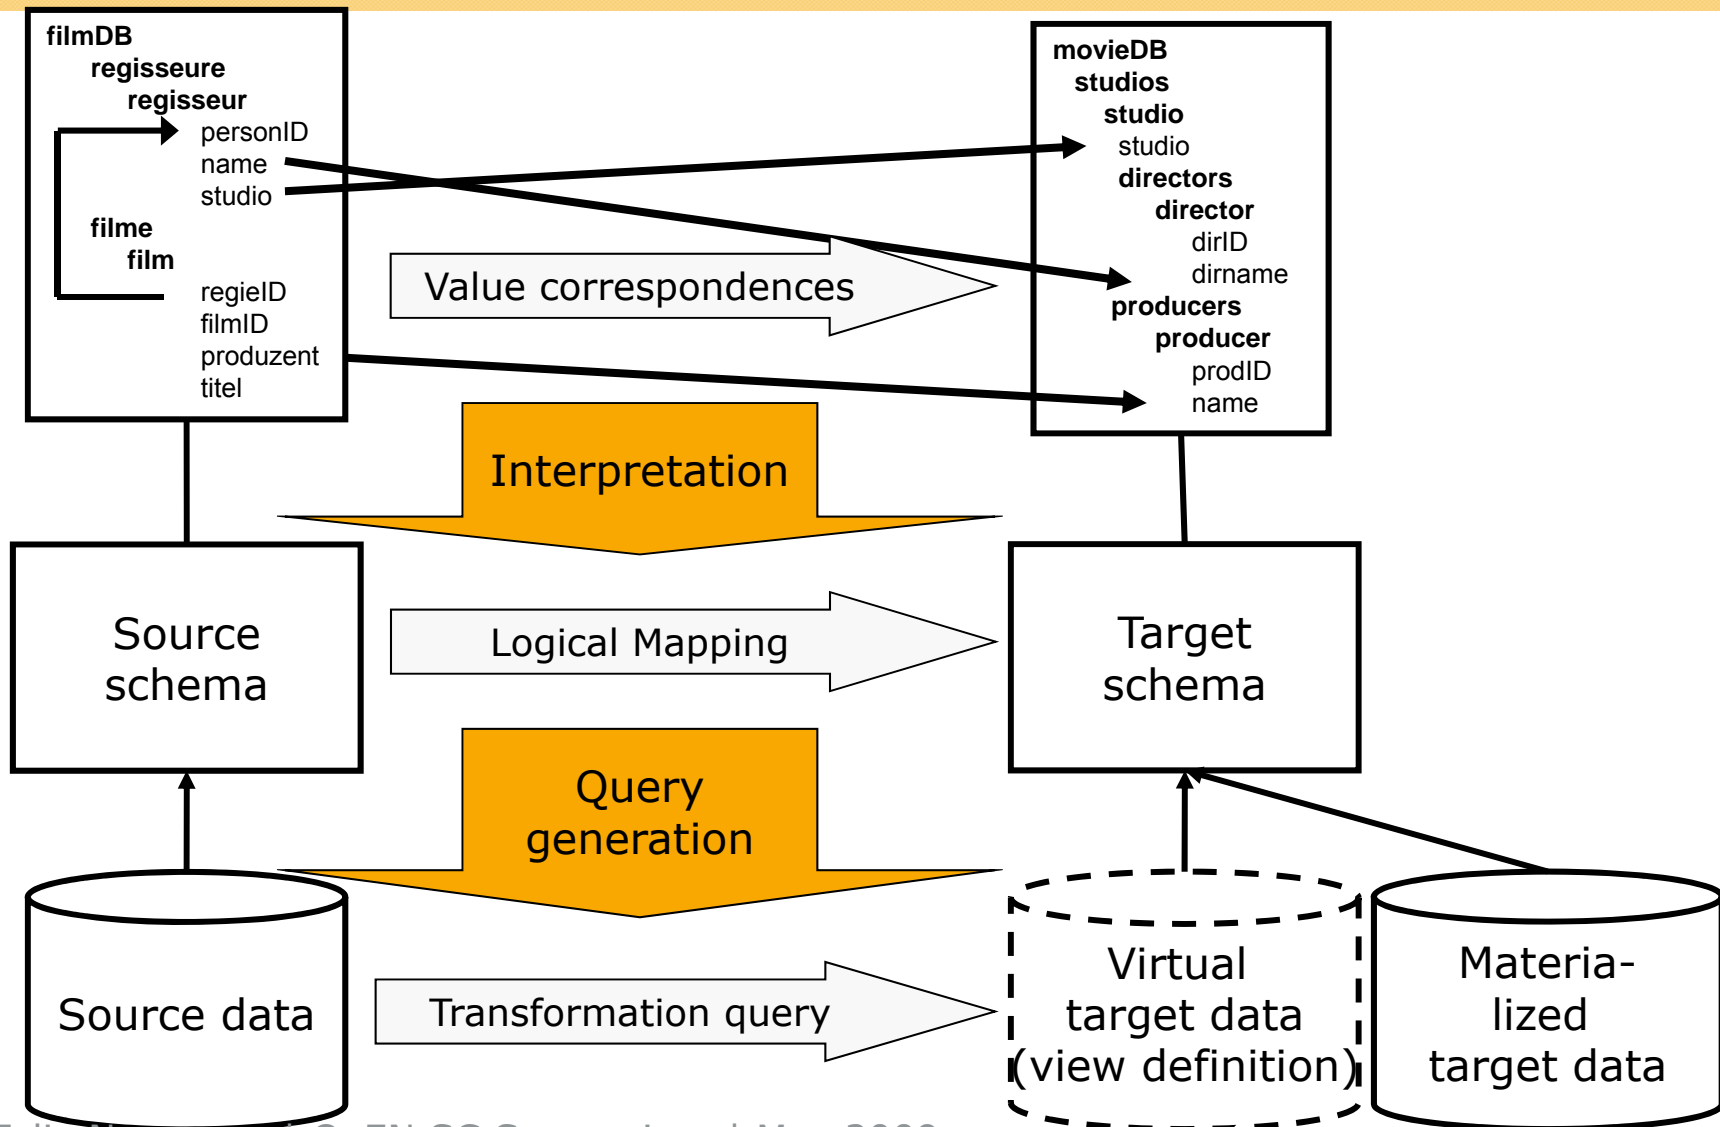 filmDB
regisseure
regisseur
personID
name
studio
filme
film
regieID
filmID
produzent
titel
movieDB
studios
studio
studio
directors
director
dirID
dirname
producers
producer
prodID
name
Value correspondences
Interpretation
Source
schema
Logical Mapping
Target
schema
Query
generation
Source data
Transformation query
Virtual
target data
(view definition)
Materia-
lized
target data